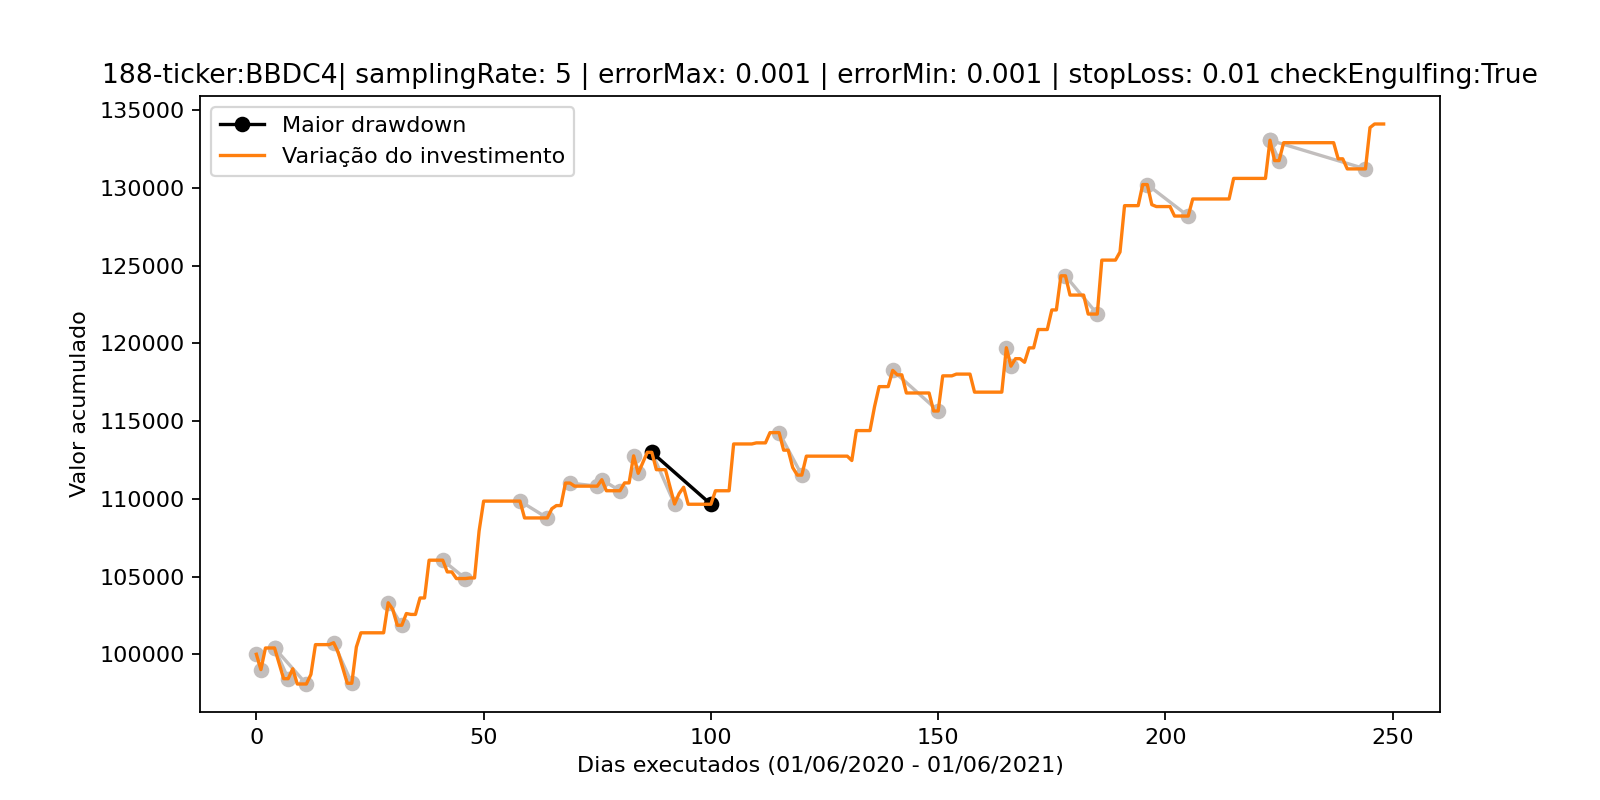 188-ticker:BBDC4| samplingRate: 5 | errorMax: 0.001 | errorMin: 0.001 | stopLoss: 0.01 checkEngulfing:True
Maior drawdown
Variação do investimento
Valor acumulado
135000
130000
125000
120000
115000
110000
105000
100000
0 50 100 150 200 250
Dias executados (01/06/2020 - 01/06/2021)